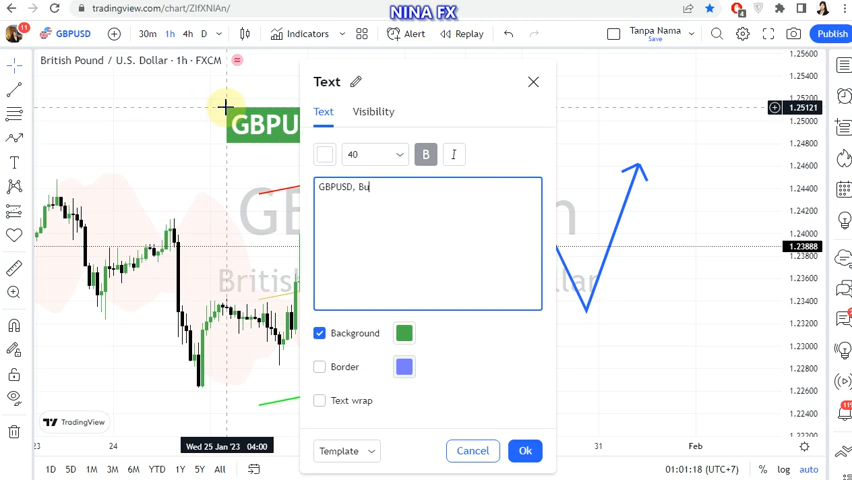 NINA FX
tradingview.com/chart/ZIfXNIAn/
4
11
GBPUSD
30m 1h 4h D
Indicators
Alert
Replay
Tanpa Nama
Save
Publish
British Pound / U.S. Dollar · 1h · FXCM
GBPU
Text
Text
Visibility
40
B
I
GBPUSD, Bu
Background
Border
Text wrap
Template
Cancel
Ok
1.25600
1.25121
1.25000
1.24800
1.24600
1.24400
1.24200
1.24000
1.23888
1.23800
1.23600
1.23400
1.23200
1.23000
1.22800
1.22600
1.22400
1.22200
TradingView
23
24
Wed 25 Jan '23 04:00
31
Feb
1D 5D 1M 3M 6M YTD 1Y 5Y All
01:01:18 (UTC+7)
% log auto